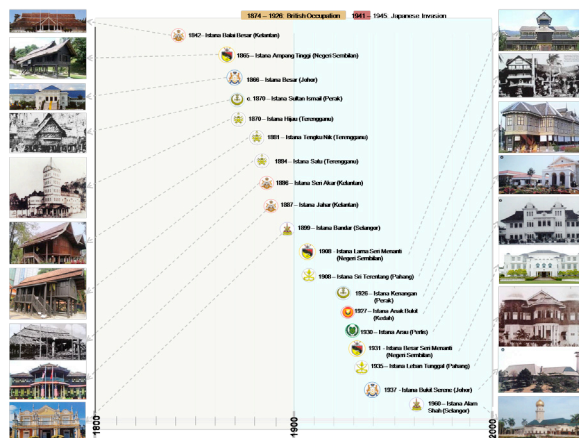 1874 – 1926: British Occupation
1941 – 1945: Japanese Invasion
1842- Istana Balai Besar (Kelantan)
1865 – Istana Ampang Tinggi (Negeri Sembilan)
1866 – Istana Besar (Johor)
c. 1870 – Istana Sultan Ismail (Perak)
1870 – Istana Hijau (Terengganu)
1881 – Istana Tengku Nik (Terengganu)
1884 – Istana Satu (Terengganu)
1886 – Istana Seri Akar (Kelantan)
1887 – Istana Jahar (Kelantan)
1899 – Istana Bandar (Selangor)
1908 – Istana Lama Seri Menanti
(Negeri Sembilan)
1908 – Istana Sri Terentang (Pahang)
1926 – Istana Kenangan
(Perak)
1927 – Istana Anak Bukit
(Kedah)
1930 – Istana Arau (Perlis)
1931 – Istana Besar Seri Menanti
(Negeri Sembilan)
1935 – Istana Leban Tunggal (Pahang)
1937 – Istana Bukit Serene (Johor)
1960 – Istana Alam
Shah (Selangor)
1800
1900
2000